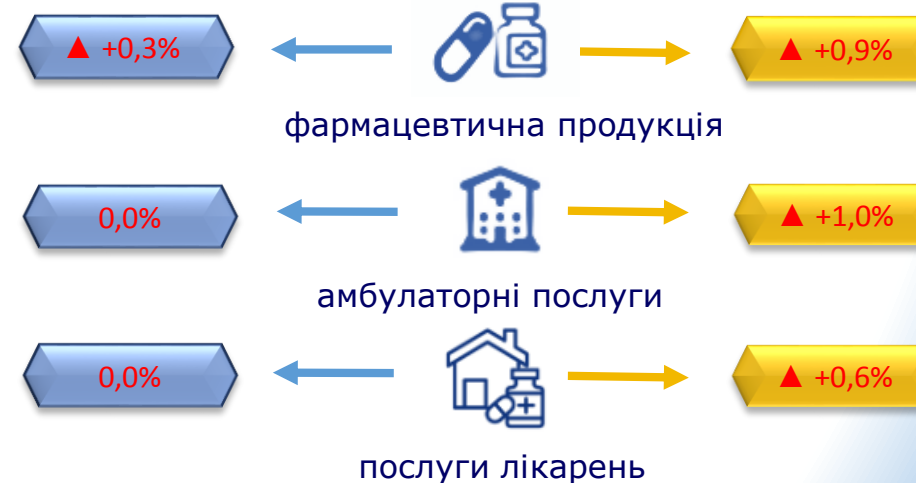 ▲ +0,3% ▲ +0,9%
фармацевтична продукція
0,0% ▲ +1,0%
амбулаторні послуги
0,0% ▲ +0,6%
послуги лікарень